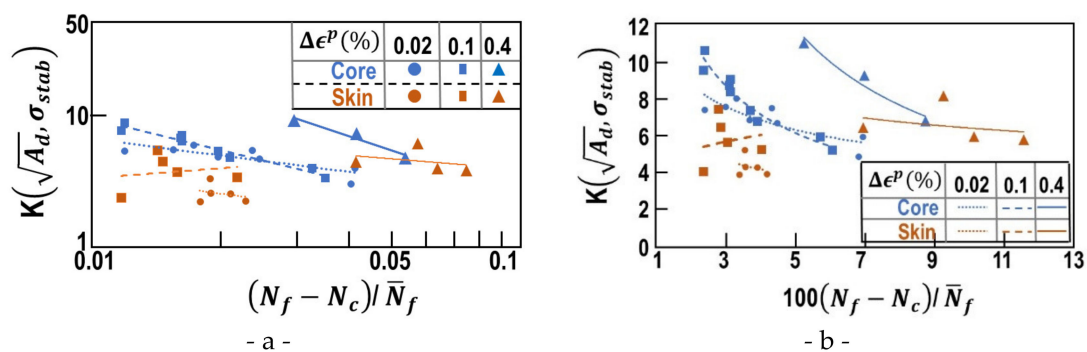 50
10
1
K(√A_d, σ_stab)
Δϵ^p(%) 0.02 0.1 0.4
Core
Skin
0.01 0.05 0.1
(N_f − N_c)/ N̅_f
- a -
12
10
8
6
4
2
0
K(√A_d, σ_stab)
Δϵ^p(%) 0.02 0.1 0.4
Core
Skin
1 3 5 7 9 11 13
100(N_f − N_c)/ N̅_f
- b -